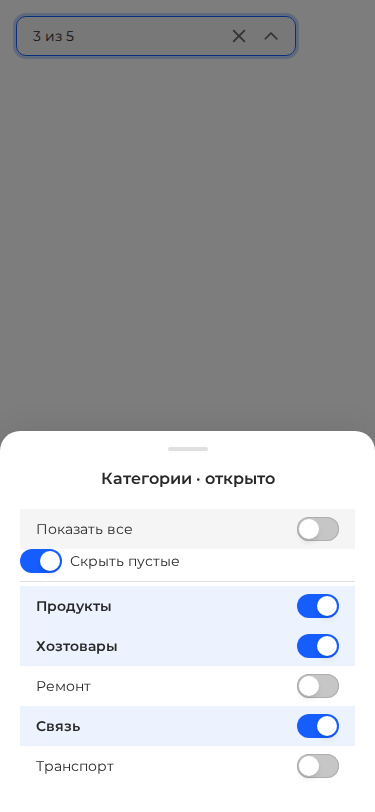 3 из 5
Категории · открыто
Показать все
Скрыть пустые
Продукты
Хозтовары
Ремонт
Связь
Транспорт